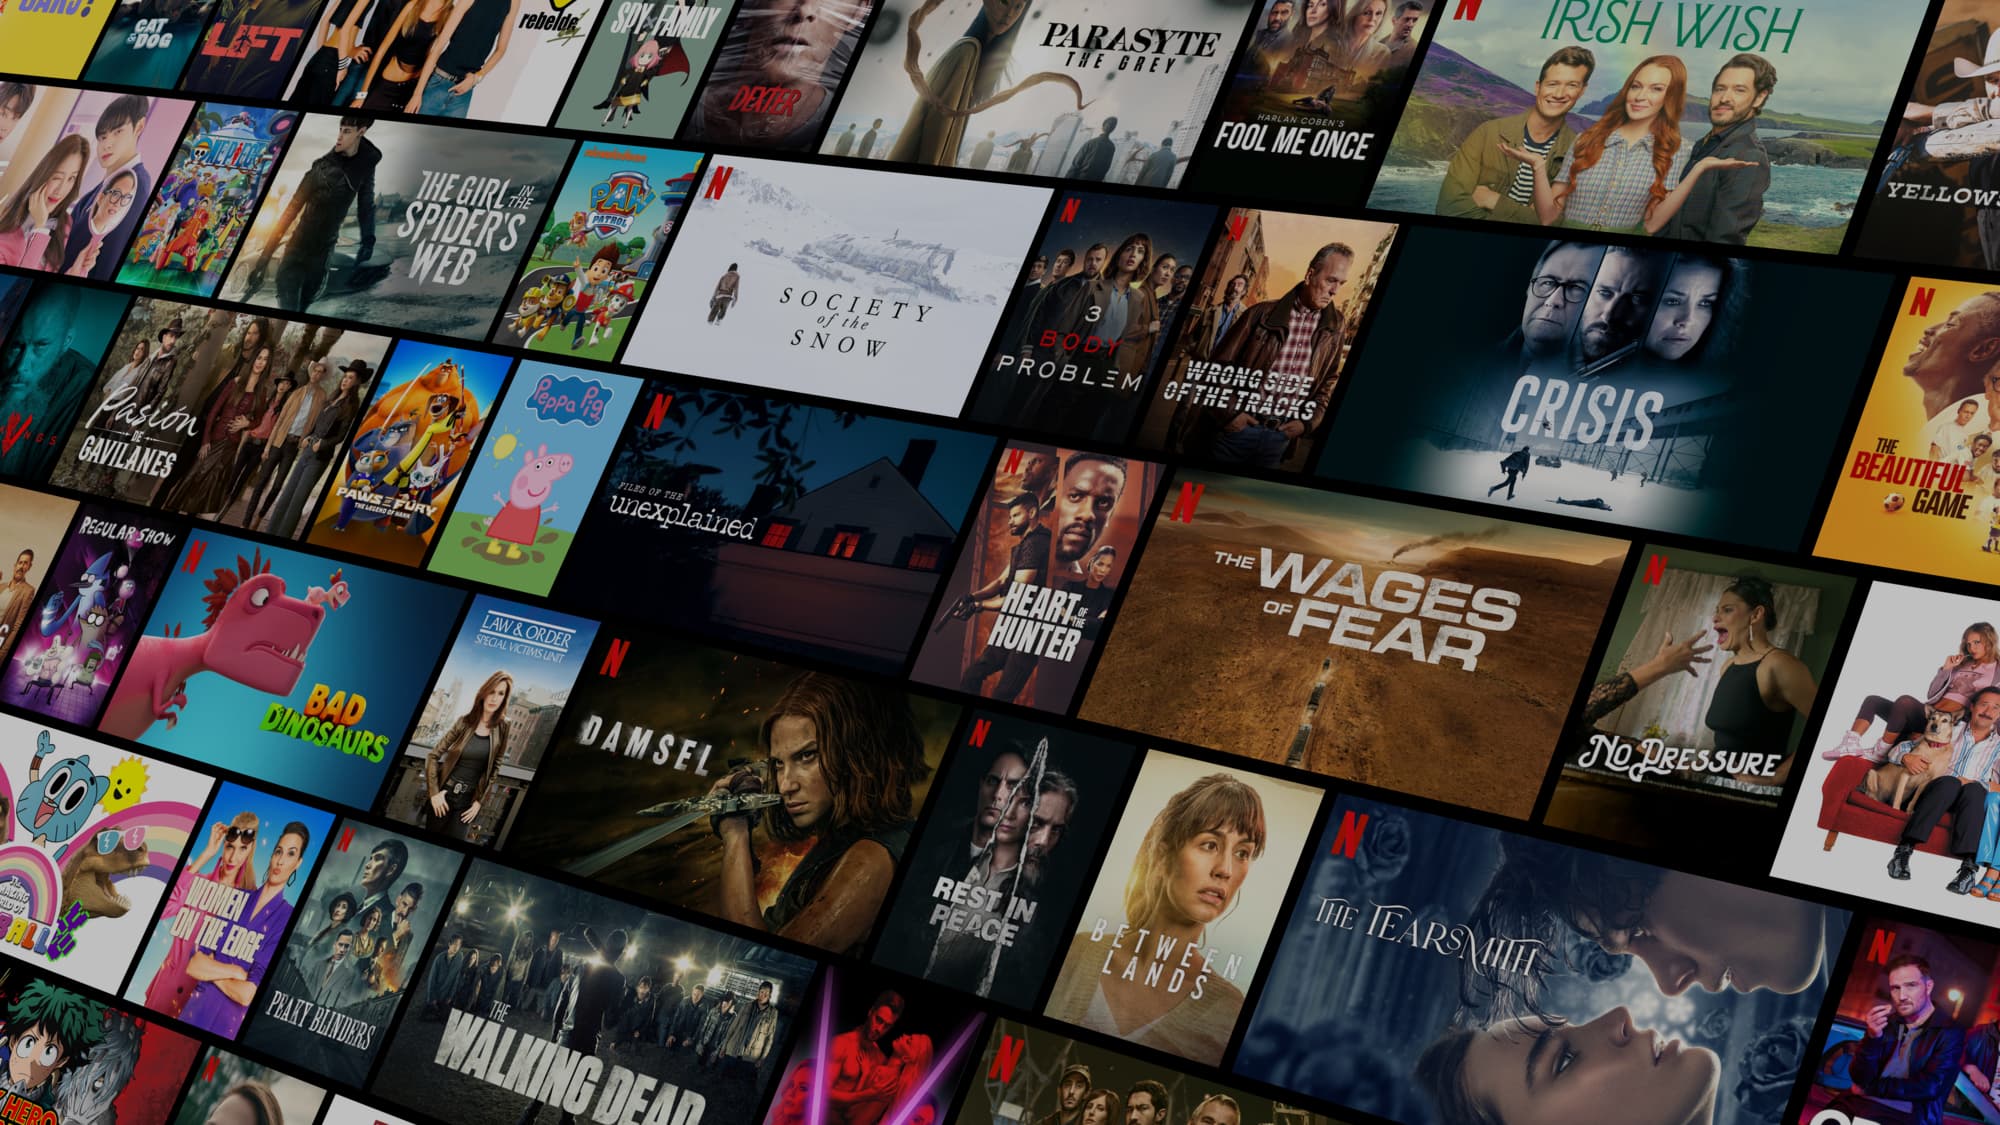 CAT
& DOG
LIFT
rebelde
SPY×FAMILY
DEXTER
PARASYTE
THE GREY
HARLAN COBEN'S
FOOL ME ONCE
N
IRISH WISH
YELLOWS
ONE PIECE
THE GIRL IN THE
SPIDER'S
WEB
nickelodeon
PAW
PATROL
N
SOCIETY
of the
SNOW
N
3
BODY
PROBLEM
N
WRONG SIDE
OF THE TRACKS
CRISIS
N
THE
BEAUTIFUL
GAME
Pasión
DE
GAVILANES
PAWS OF FURY
THE LEGEND OF HANK
Peppa Pig
N
FILES OF THE
unexplained
N
HEART OF THE
HUNTER
N
THE WAGES
OF FEAR
N
NO PRESSURE
REGULAR SHOW
N
BAD
DINOSAURS
LAW & ORDER
SPECIAL VICTIMS UNIT
N
DAMSEL
N
REST IN
PEACE
BETWEEN
LANDS
N
THE TEARSMITH
N
WOMEN
ON THE EDGE
N
PEAKY BLINDERS
THE
WALKING DEAD
N
HERO
N